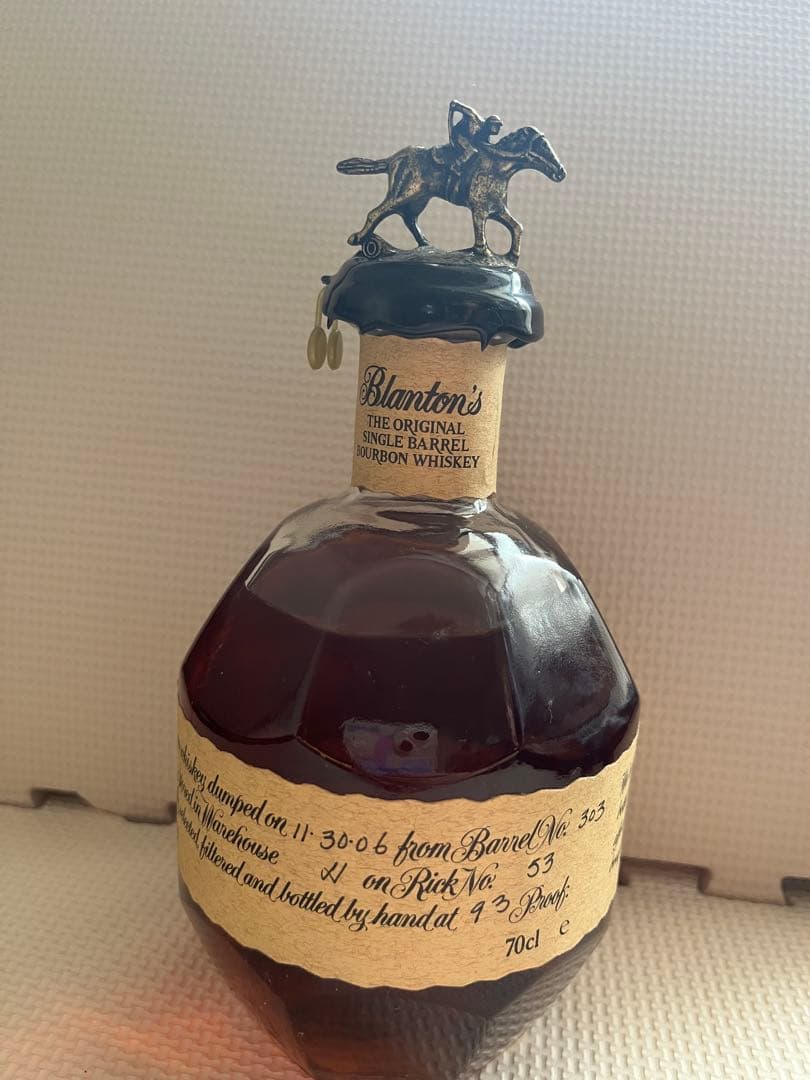 Blanton's
THE ORIGINAL
SINGLE BARREL
BOURBON WHISKEY
whiskey dumped on 11·30·06 from Barrel No. 303
in Warehouse H on Rick No. 53
filtered and bottled by hand at 93 Proof.
70cl e